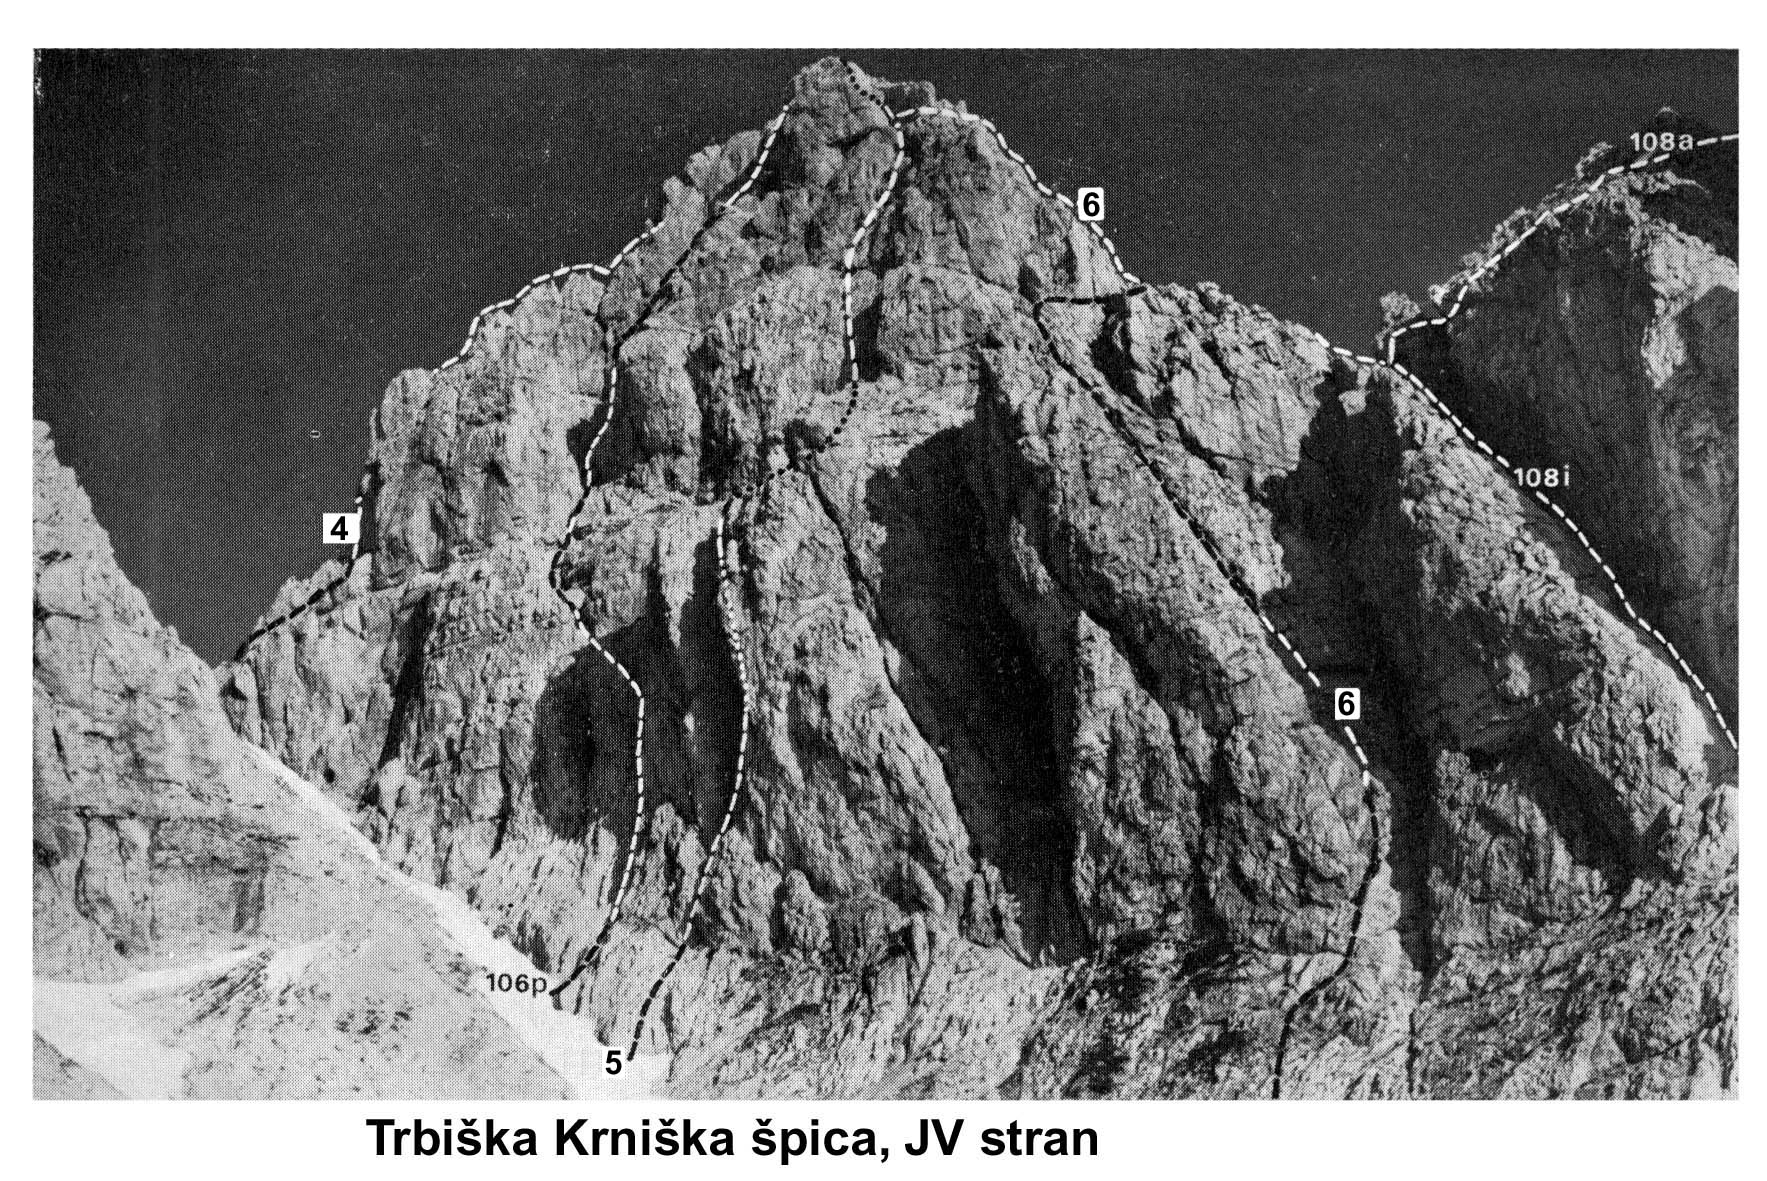 108a
6
108i
4
6
106p
5
Trbiška Krniška špica, JV stran